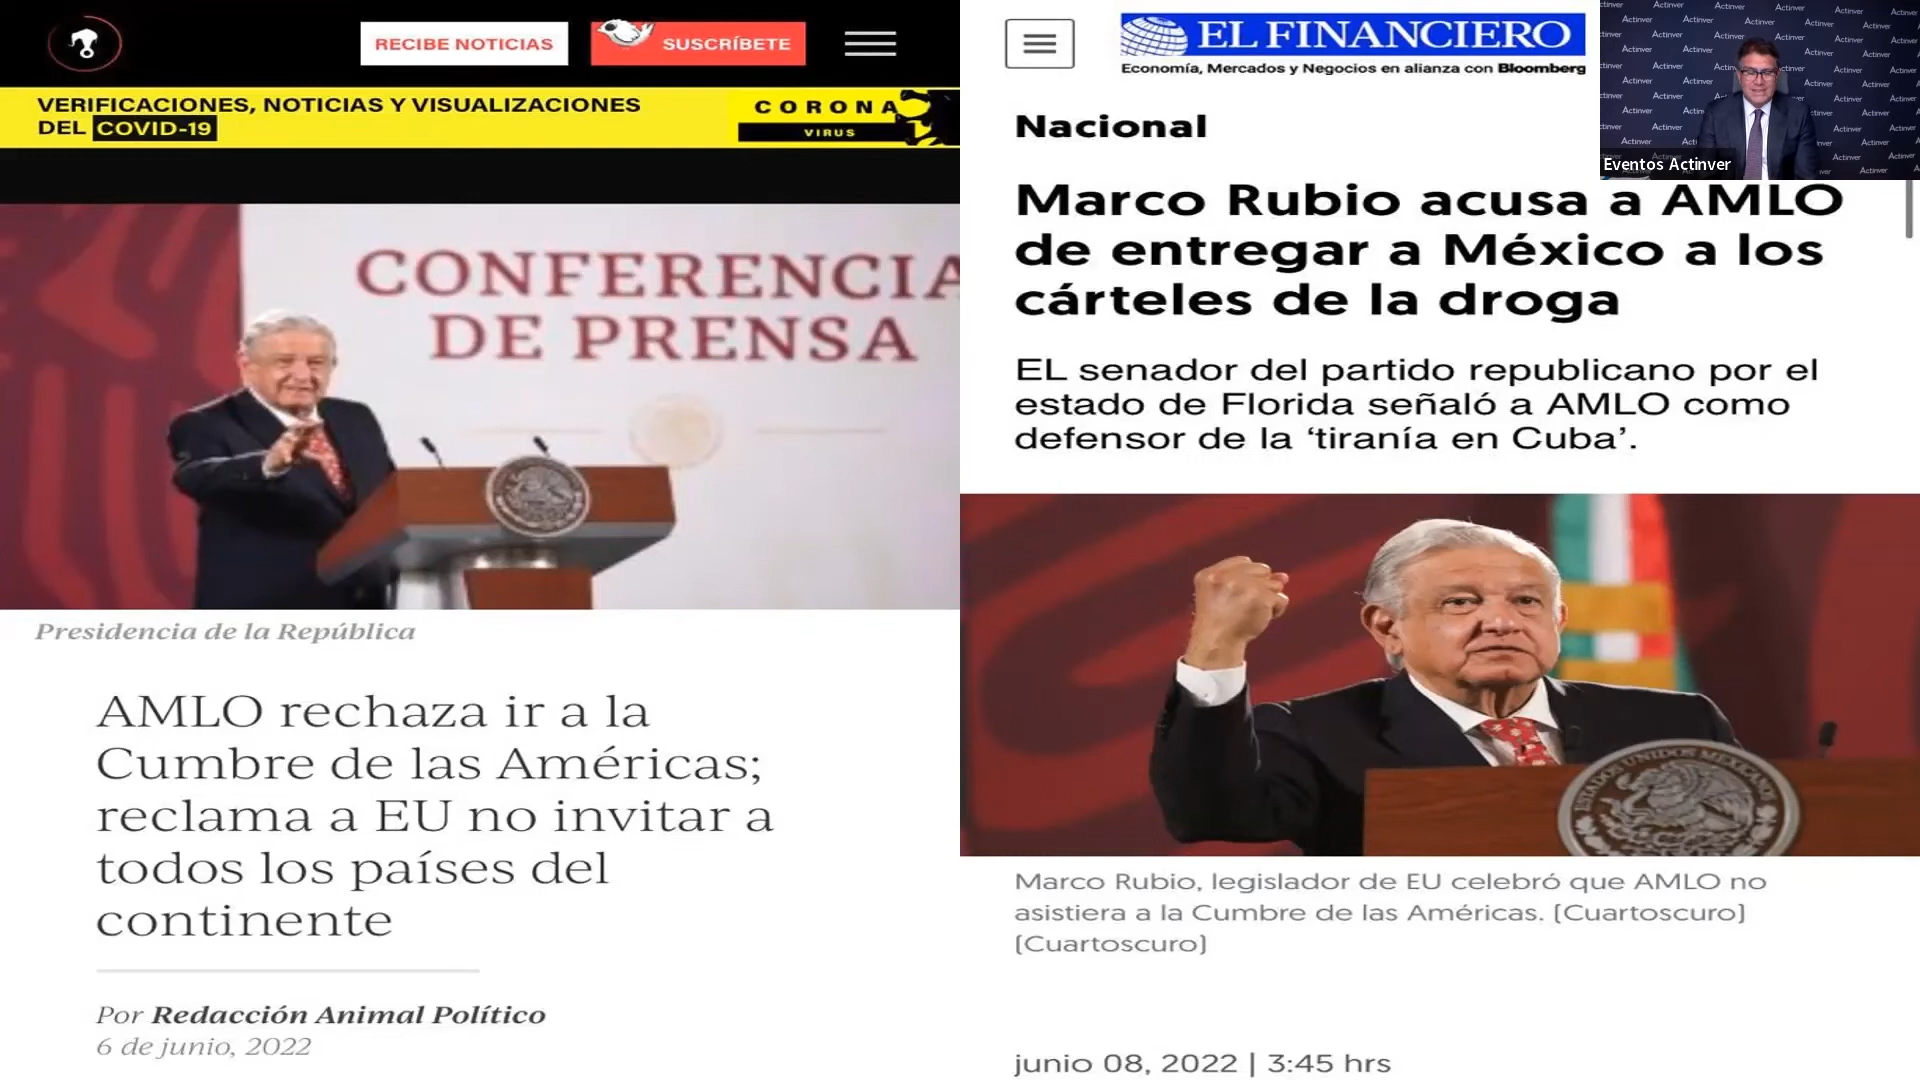 RECIBE NOTICIAS
SUSCRÍBETE
VERIFICACIONES, NOTICIAS Y VISUALIZACIONES
DEL COVID-19
CORONA
VIRUS
CONFERENCIA
DE PRENSA
Presidencia de la República
AMLO rechaza ir a la
Cumbre de las Américas;
reclama a EU no invitar a
todos los países del
continente
Por Redacción Animal Político
6 de junio, 2022
EL FINANCIERO
Economía, Mercados y Negocios en alianza con Bloomberg
Nacional
Marco Rubio acusa a AMLO
de entregar a México a los
cárteles de la droga
EL senador del partido republicano por el
estado de Florida señaló a AMLO como
defensor de la ‘tiranía en Cuba’.
ESTADOS UNIDOS MEXICANOS
Marco Rubio, legislador de EU celebró que AMLO no
asistiera a la Cumbre de las Américas. (Cuartoscuro)
(Cuartoscuro)
junio 08, 2022 | 3:45 hrs
Actinver
Eventos Actinver